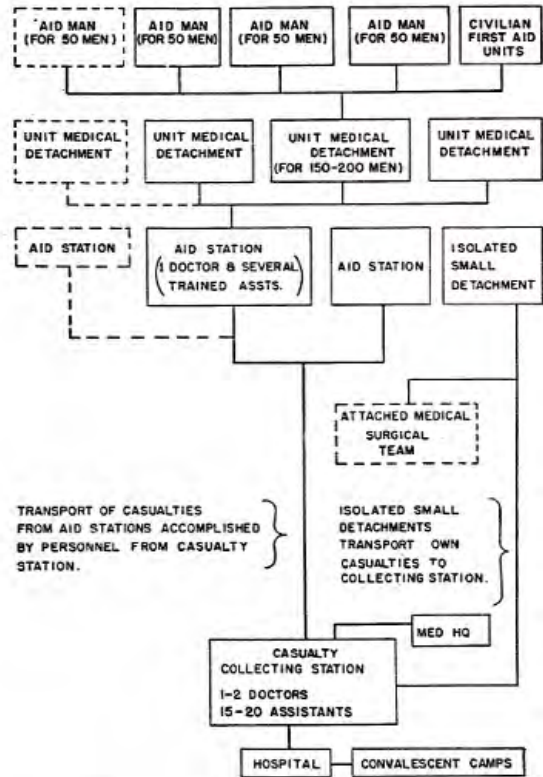 AID MAN
(FOR 50 MEN)
AID MAN
(FOR 50 MEN)
AID MAN
(FOR 50 MEN)
AID MAN
(FOR 50 MEN)
CIVILIAN
FIRST AID
UNITS
UNIT MEDICAL
DETACHMENT
UNIT MEDICAL
DETACHMENT
UNIT MEDICAL
DETACHMENT
(FOR 150-200 MEN)
UNIT MEDICAL
DETACHMENT
AID STATION
AID STATION
(1 DOCTOR & SEVERAL
TRAINED ASSTS.)
AID STATION
ISOLATED
SMALL
DETACHMENT
ATTACHED MEDICAL
SURGICAL
TEAM
TRANSPORT OF CASUALTIES
FROM AID STATIONS ACCOMPLISHED
BY PERSONNEL FROM CASUALTY
STATION.
ISOLATED SMALL
DETACHMENTS
TRANSPORT OWN
CASUALTIES TO
COLLECTING STATION.
MED HQ
CASUALTY
COLLECTING STATION
1-2 DOCTORS
15-20 ASSISTANTS
HOSPITAL
CONVALESCENT CAMPS